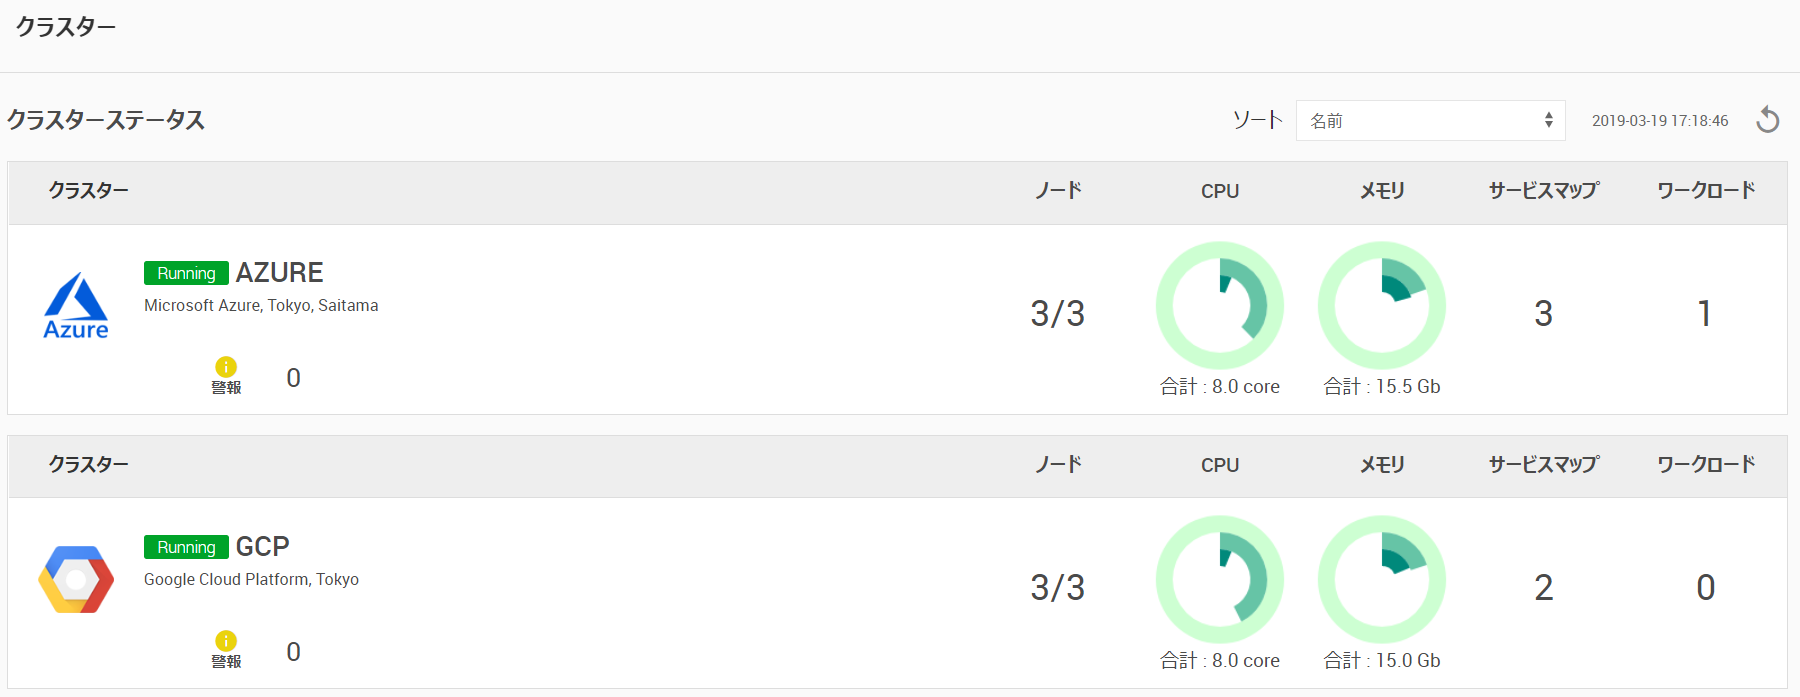 クラスター
クラスターステータス
ソート 名前 2019-03-19 17:18:46
クラスター ノード CPU メモリ サービスマップ ワークロード
Running AZURE
Microsoft Azure, Tokyo, Saitama
Azure
3/3 3 1
警報 0
合計 : 8.0 core 合計 : 15.5 Gb
クラスター ノード CPU メモリ サービスマップ ワークロード
Running GCP
Google Cloud Platform, Tokyo
3/3 2 0
警報 0
合計 : 8.0 core 合計 : 15.0 Gb